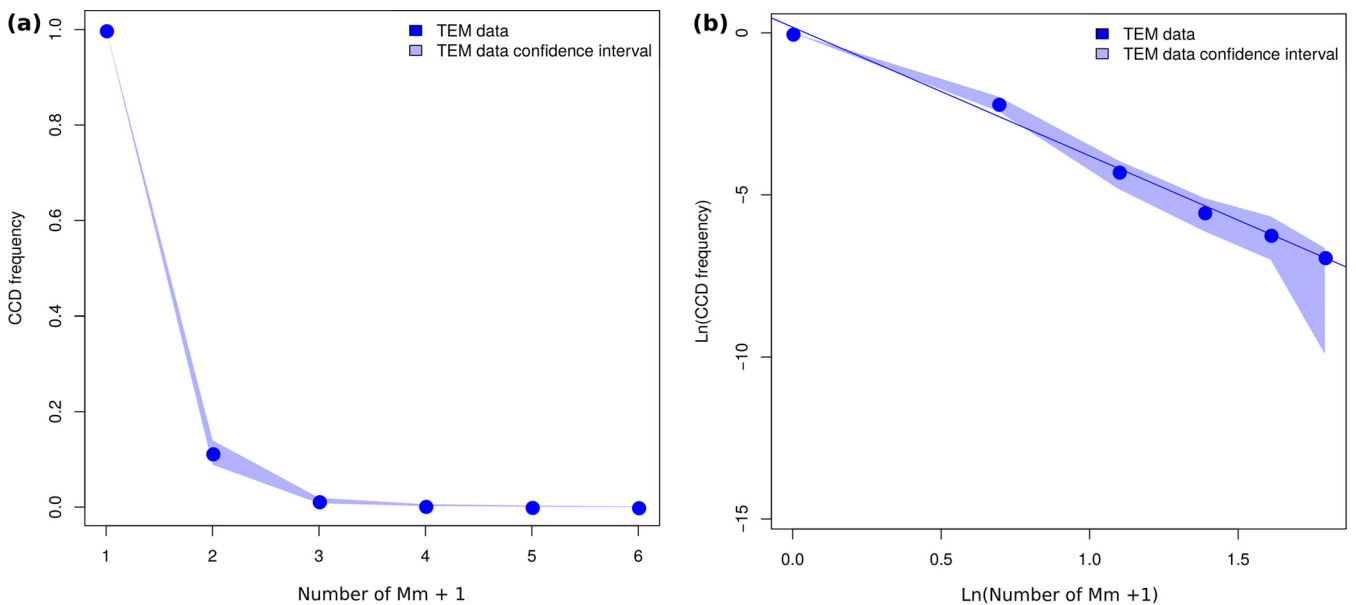 (a)
TEM data
TEM data confidence interval
CCD frequency
1.0
0.8
0.6
0.4
0.2
0.0
1 2 3 4 5 6
Number of Mm + 1
(b)
TEM data
TEM data confidence interval
Ln(CCD frequency)
0
−5
−10
−15
0.0 0.5 1.0 1.5
Ln(Number of Mm +1)